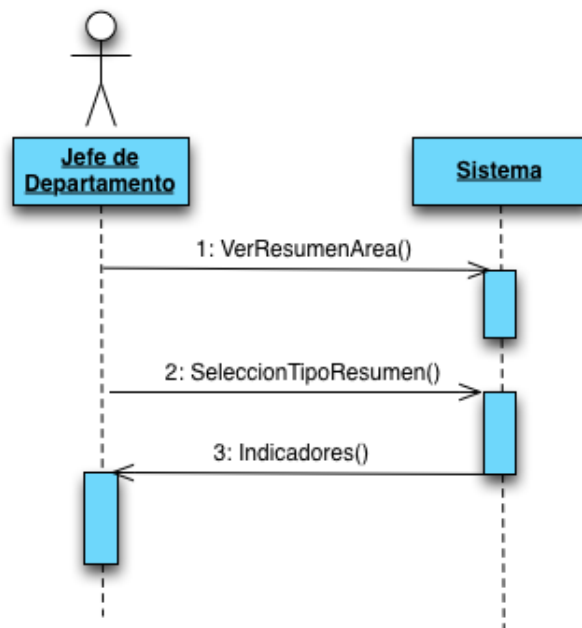 Jefe de
Departamento
Sistema
1: VerResumenArea()
2: SeleccionTipoResumen()
3: Indicadores()